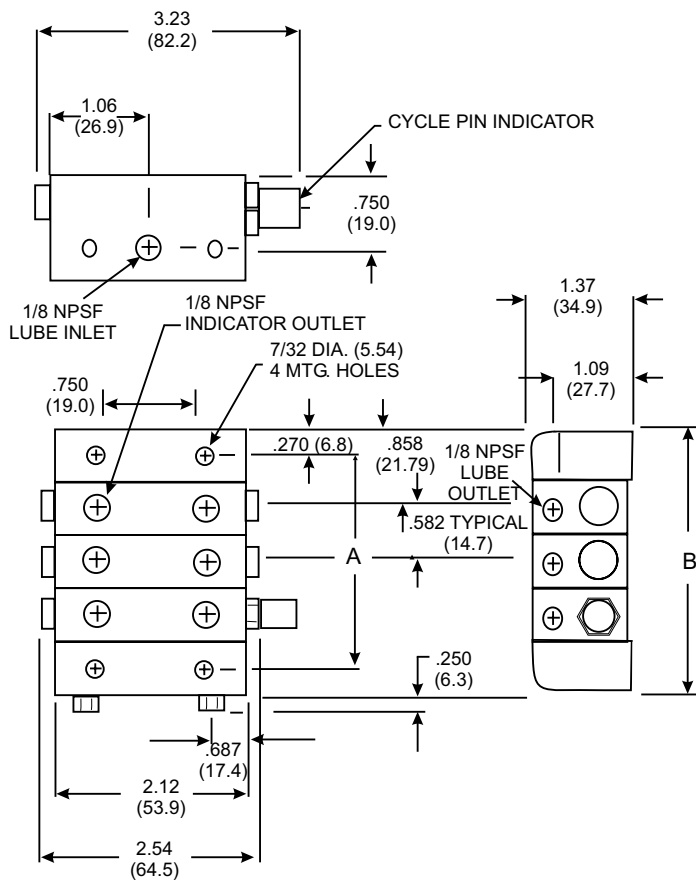 3.23
(82.2)
1.06
(26.9)
CYCLE PIN INDICATOR
.750
(19.0)
1/8 NPSF
LUBE INLET
1/8 NPSF
INDICATOR OUTLET
7/32 DIA. (5.54)
4 MTG. HOLES
1.37
(34.9)
.750
(19.0)
1.09
(27.7)
.270 (6.8)
.858
(21.79)
1/8 NPSF
LUBE
OUTLET
.582 TYPICAL
(14.7)
A
B
.250
(6.3)
.687
(17.4)
2.12
(53.9)
2.54
(64.5)